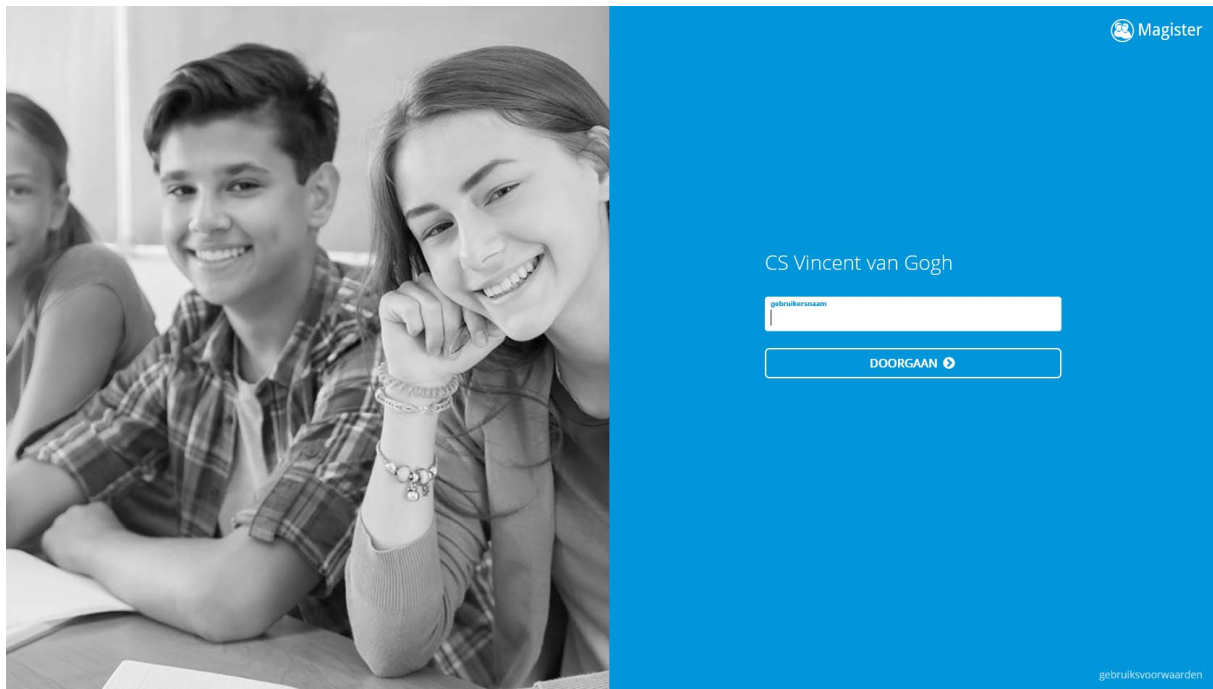 Magister
CS Vincent van Gogh
gebruikersnaam
DOORGAAN
gebruiksvoorwaarden